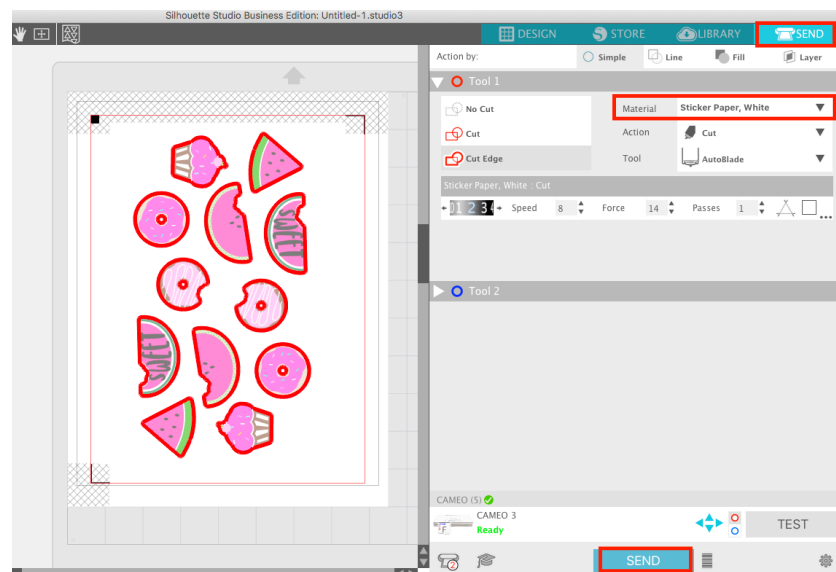 Silhouette Studio Business Edition: Untitled-1.studio3
DESIGN STORE LIBRARY SEND
Action by: Simple Line Fill Layer
Tool 1
No Cut
Material Sticker Paper, White
Cut
Action Cut
Cut Edge
Tool AutoBlade
Sticker Paper, White : Cut
Speed 8 Force 14 Passes 1
Tool 2
SWEET
SWEET
CAMEO (5)
CAMEO 3
Ready
TEST
2
SEND